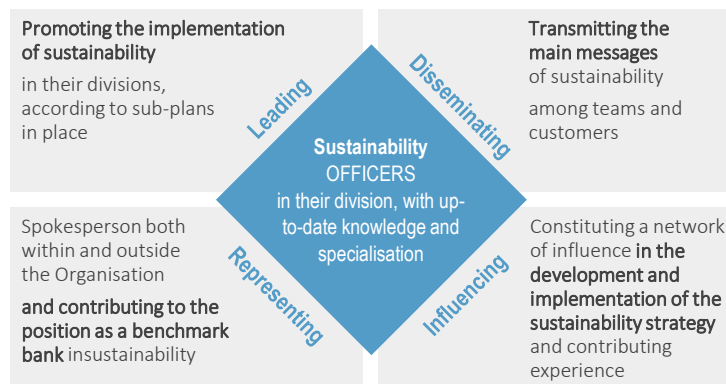 Promoting the implementation
of sustainability
in their divisions,
according to sub-plans
in place
Leading
Transmitting the
main messages
of sustainability
among teams and
customers
Disseminating
Sustainability
OFFICERS
in their division, with up-
to-date knowledge and
specialisation
Spokesperson both
within and outside
the Organisation
and contributing to the
position as a benchmark
bank insustainability
Representing
Constituting a network
of influence in the
development and
implementation of the
sustainability strategy
and contributing
experience
Influencing